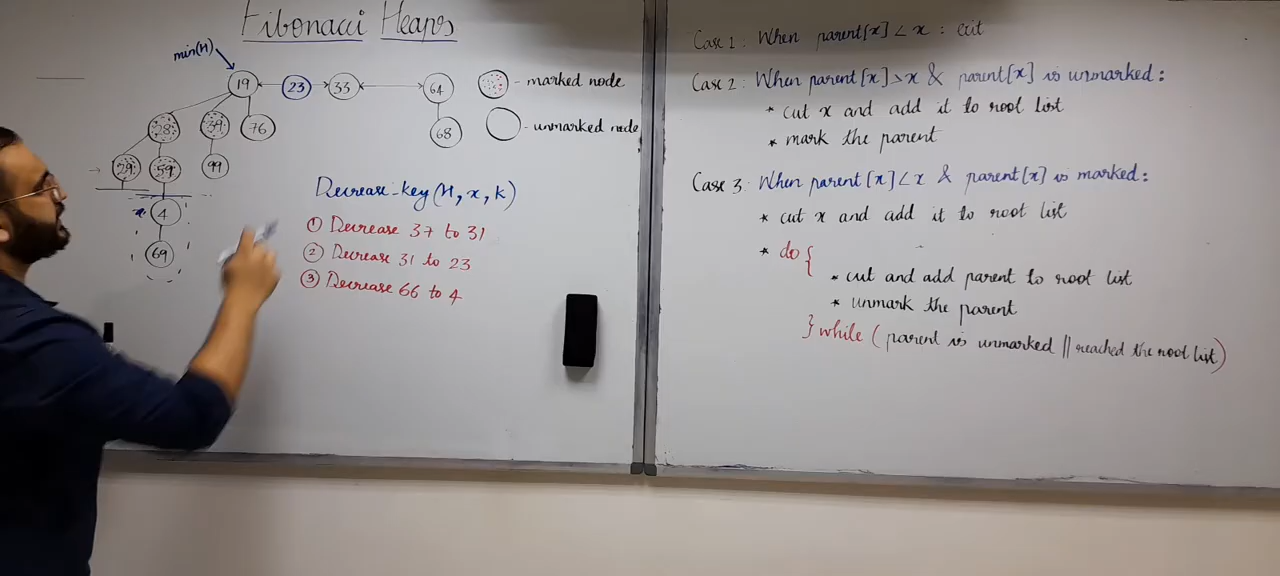 Fibonacci Heaps
min(H)
19 23 33 64
28 39 76 68
29 59 99
x 4
69
- marked node
- unmarked node
Decrease-key(H, x, k)
① Decrease 37 to 31
② Decrease 31 to 23
③ Decrease 66 to 4
Case 1: When parent[x] < x : exit
Case 2: When parent[x] > x & parent[x] is unmarked:
* cut x and add it to root list
* mark the parent
Case 3: When parent[x] < x & parent[x] is marked:
* cut x and add it to root list
* do {
* cut and add parent to root list
* unmark the parent
} while (parent is unmarked || reached the root list)